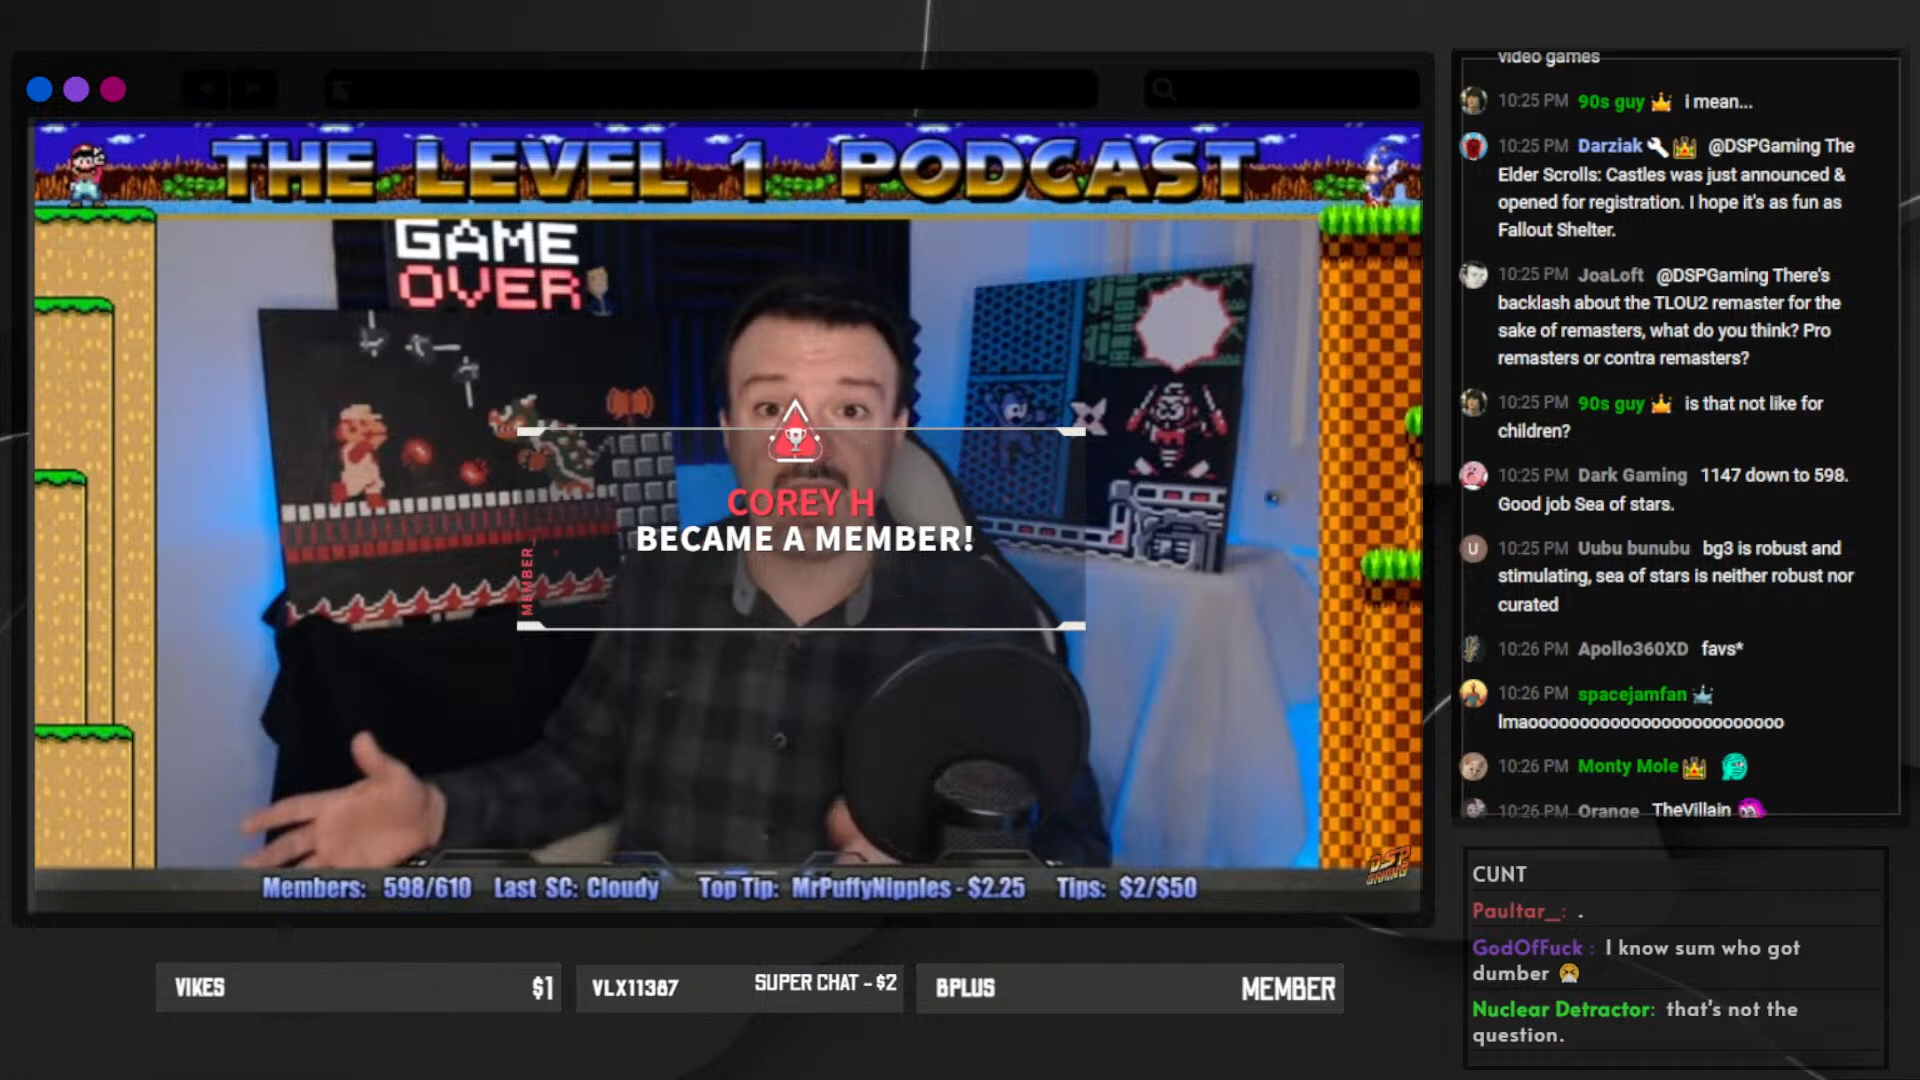 THE LEVEL 1 PODCAST
GAME
OVER
COREY H
BECAME A MEMBER!
MEMBER
Members: 598/610 Last SC: Cloudy Top Tip: MrPuffyNipples - $2.25 Tips: $2/$50
DSP
GAMING
VIKES $1
VLX11387 SUPER CHAT - $2
BPLUS MEMBER
video games
10:25 PM 90s guy i mean...
10:25 PM Darziak @DSPGaming The
Elder Scrolls: Castles was just announced &
opened for registration. I hope it's as fun as
Fallout Shelter.
10:25 PM JoaLoft @DSPGaming There's
backlash about the TLOU2 remaster for the
sake of remasters, what do you think? Pro
remasters or contra remasters?
10:25 PM 90s guy is that not like for
children?
10:25 PM Dark Gaming 1147 down to 598.
Good job Sea of stars.
U
10:25 PM Uubu bunubu bg3 is robust and
stimulating, sea of stars is neither robust nor
curated
10:26 PM Apollo360XD favs*
10:26 PM spacejamfan
lmaooooooooooooooooooooooooo
10:26 PM Monty Mole
10:26 PM Orange TheVillain
CUNT
Paultar_: .
GodOfFuck : I know sum who got
dumber
Nuclear Detractor: that's not the
question.